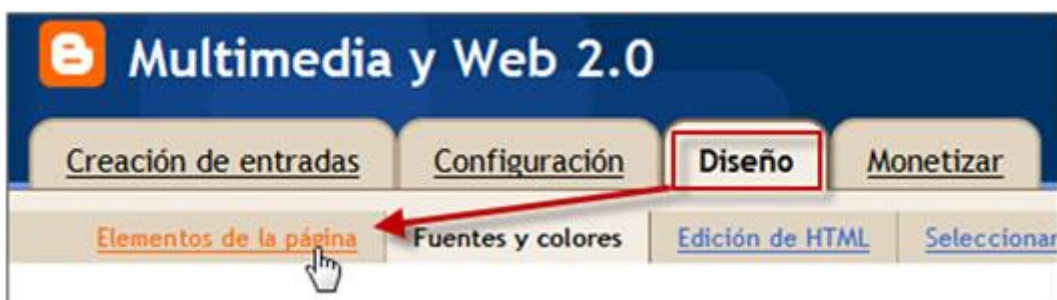 Multimedia y Web 2.0
Creación de entradas Configuración Diseño Monetizar
Elementos de la página Fuentes y colores Edición de HTML Seleccionar